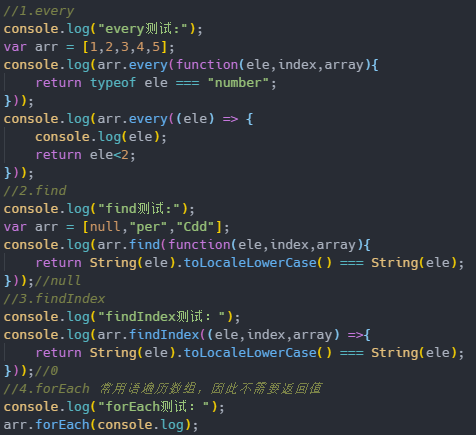 //1.every
console.log("every测试:");
var arr = [1,2,3,4,5];
console.log(arr.every(function(ele,index,array){
    return typeof ele === "number";
}));
console.log(arr.every((ele) => {
    console.log(ele);
    return ele<2;
}));
//2.find
console.log("find测试:");
var arr = [null,"per","Cdd"];
console.log(arr.find(function(ele,index,array){
    return String(ele).toLocaleLowerCase() === String(ele);
}));//null
//3.findIndex
console.log("findIndex测试：");
console.log(arr.findIndex((ele,index,array) =>{
    return String(ele).toLocaleLowerCase() === String(ele);
}));//0
//4.forEach 常用语遍历数组，因此不需要返回值
console.log("forEach测试：");
arr.forEach(console.log);